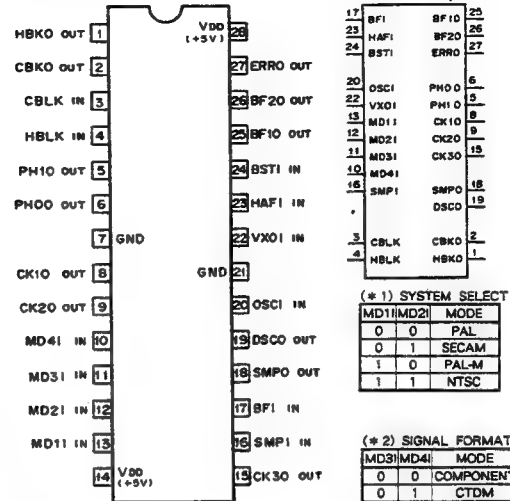 HBKO OUT 1
CBKO OUT 2
CBLK IN 3
HBLK IN 4
PH1O OUT 5
PH0O OUT 6
7 GND
CK1O OUT 8
CK2O OUT 9
MD4I IN 10
MD3I IN 11
MD2I IN 12
MD1I IN 13
14 VDD
(+5V)
VDD 28
(+5V)
27 ERRO OUT
26 BF2O OUT
25 BF1O OUT
24 BSTI IN
23 HAFI IN
22 VXOI IN
GND 21
20 OSCI IN
19 DSCO OUT
18 SMPO OUT
17 BFI IN
16 SMPI IN
15 CK3O OUT
17 BFI BF1O 25
23 HAFI BF2O 26
24 BSTI ERRO 27
20 OSCI PH0O 6
22 VXOI PH1O 5
13 MD1I CK1O 8
12 MD2I CK2O 9
11 MD3I CK3O 15
10 MD4I
16 SMPI SMPO 18
DSCO 19
3 CBLK CBKO 2
4 HBLK HBKO 1
(*1) SYSTEM SELECT
MD1I MD2I MODE
0 0 PAL
0 1 SECAM
1 0 PAL-M
1 1 NTSC
(*2) SIGNAL FORMAT
MD3I MD4I MODE
0 0 COMPONENT
0 1 CTDM